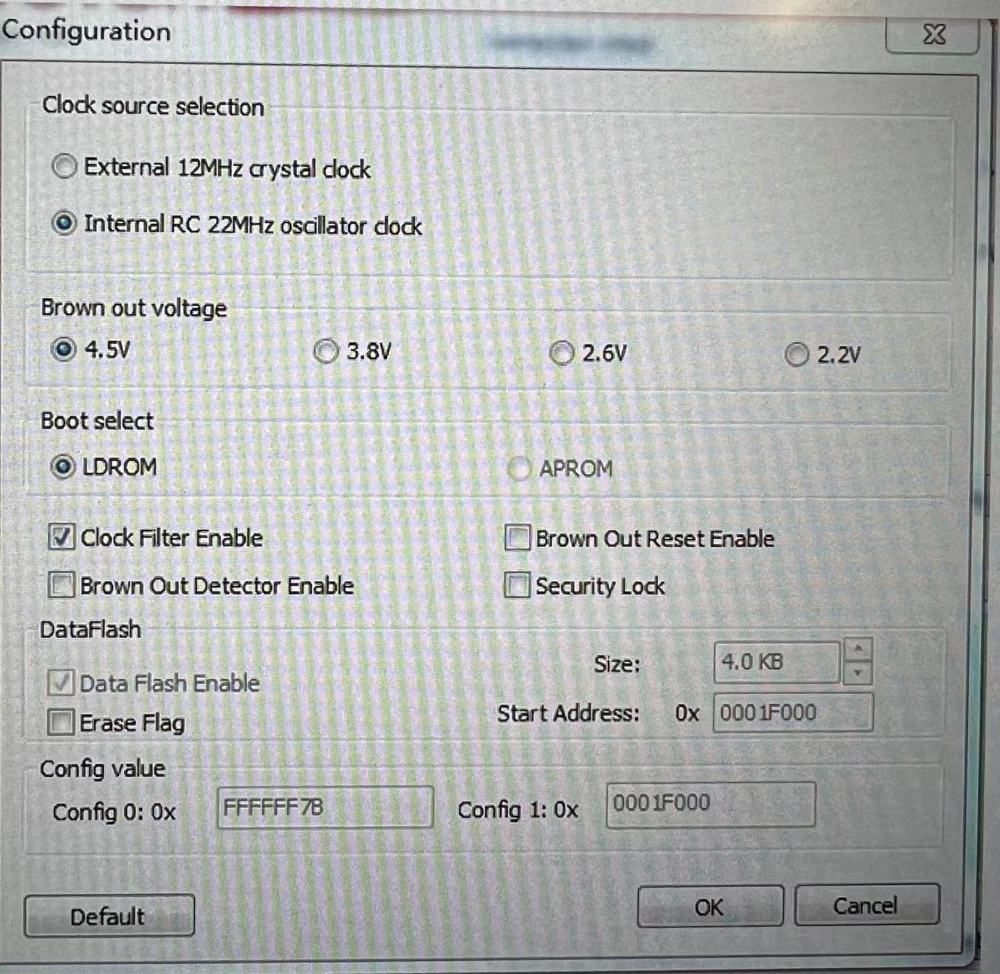 Configuration
Clock source selection
External 12MHz crystal clock
Internal RC 22MHz oscillator clock
Brown out voltage
4.5V 3.8V 2.6V 2.2V
Boot select
LDROM APROM
Clock Filter Enable Brown Out Reset Enable
Brown Out Detector Enable Security Lock
DataFlash
Size: 4.0 KB
Data Flash Enable
Start Address: 0x 0001F000
Erase Flag
Config value
Config 0: 0x FFFFFF7B Config 1: 0x 0001F000
Default OK Cancel